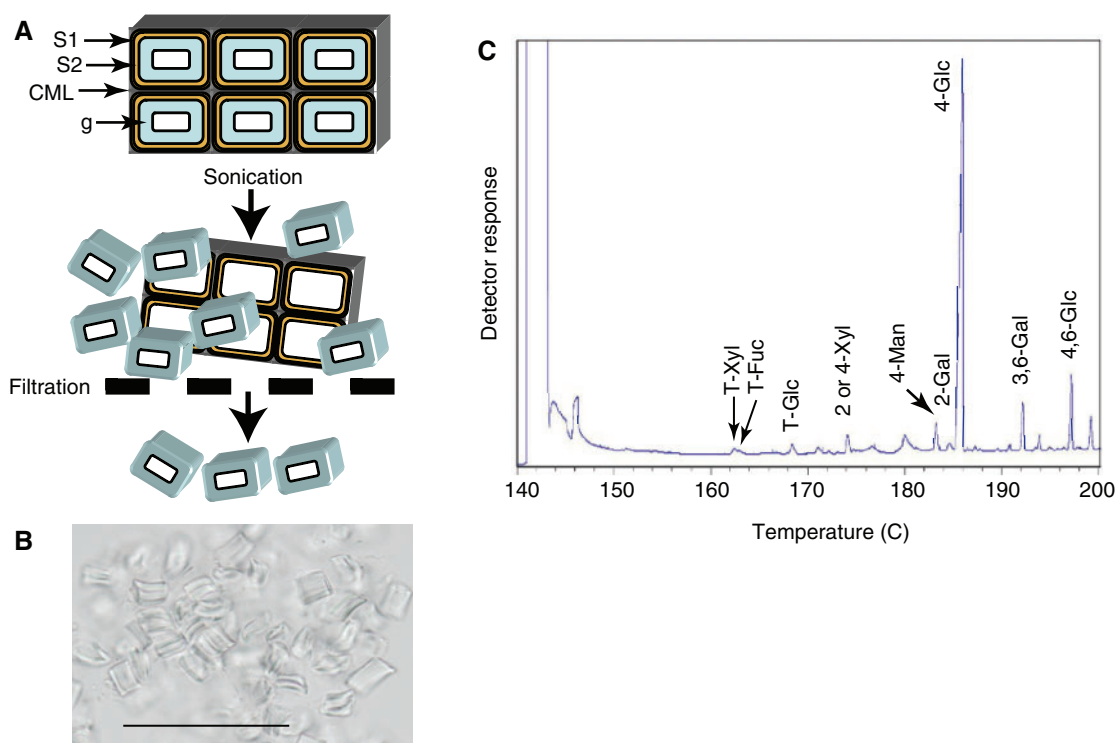 A
S1
S2
CML
g
Sonication
Filtration
B
C
Detector response
T-Xyl
T-Fuc
T-Glc
2 or 4-Xyl
4-Man
2-Gal
4-Glc
3,6-Gal
4,6-Glc
140 150 160 170 180 190 200
Temperature (C)